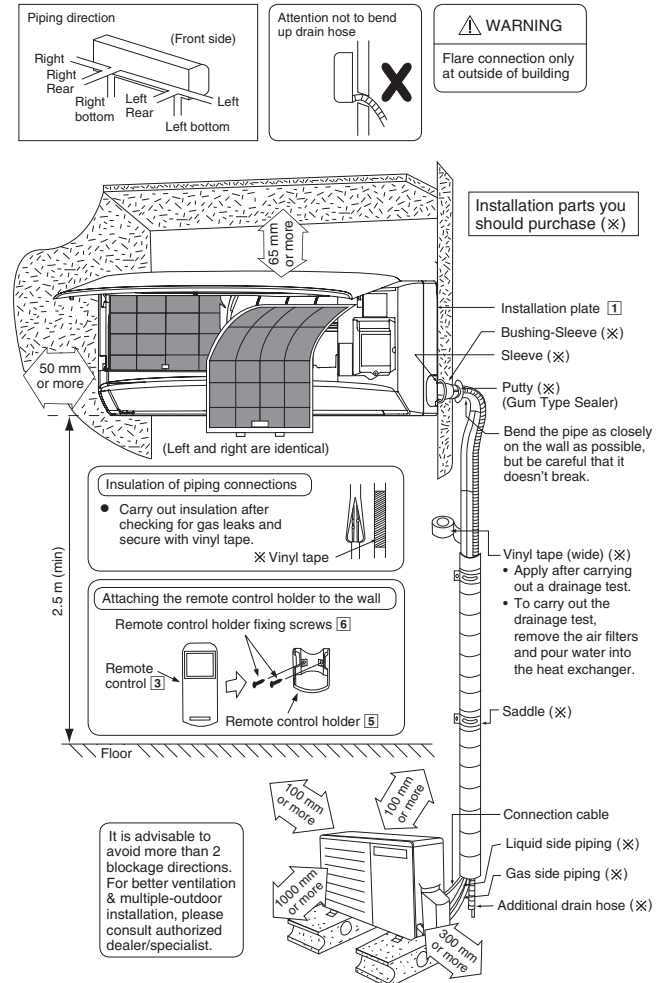 Piping direction
(Front side)
Right
Right
Rear
Right
bottom
Left
Rear
Left
Left bottom
Attention not to bend
up drain hose
⚠ WARNING
Flare connection only
at outside of building
Installation parts you
should purchase (※)
65 mm
or more
50 mm
or more
Installation plate 1
Bushing-Sleeve (※)
Sleeve (※)
Putty (※)
(Gum Type Sealer)
Bend the pipe as closely
on the wall as possible,
but be careful that it
doesn't break.
(Left and right are identical)
Insulation of piping connections
● Carry out insulation after
checking for gas leaks and
secure with vinyl tape.
※ Vinyl tape
2.5 m (min)
Vinyl tape (wide) (※)
• Apply after carrying
out a drainage test.
• To carry out the
drainage test,
remove the air filters
and pour water into
the heat exchanger.
Attaching the remote control holder to the wall
Remote control holder fixing screws 6
Remote
control 3
Remote control holder 5
Saddle (※)
Floor
100 mm
or more
100 mm
or more
1000 mm
or more
300 mm
or more
It is advisable to
avoid more than 2
blockage directions.
For better ventilation
& multiple-outdoor
installation, please
consult authorized
dealer/specialist.
Connection cable
Liquid side piping (※)
Gas side piping (※)
Additional drain hose (※)